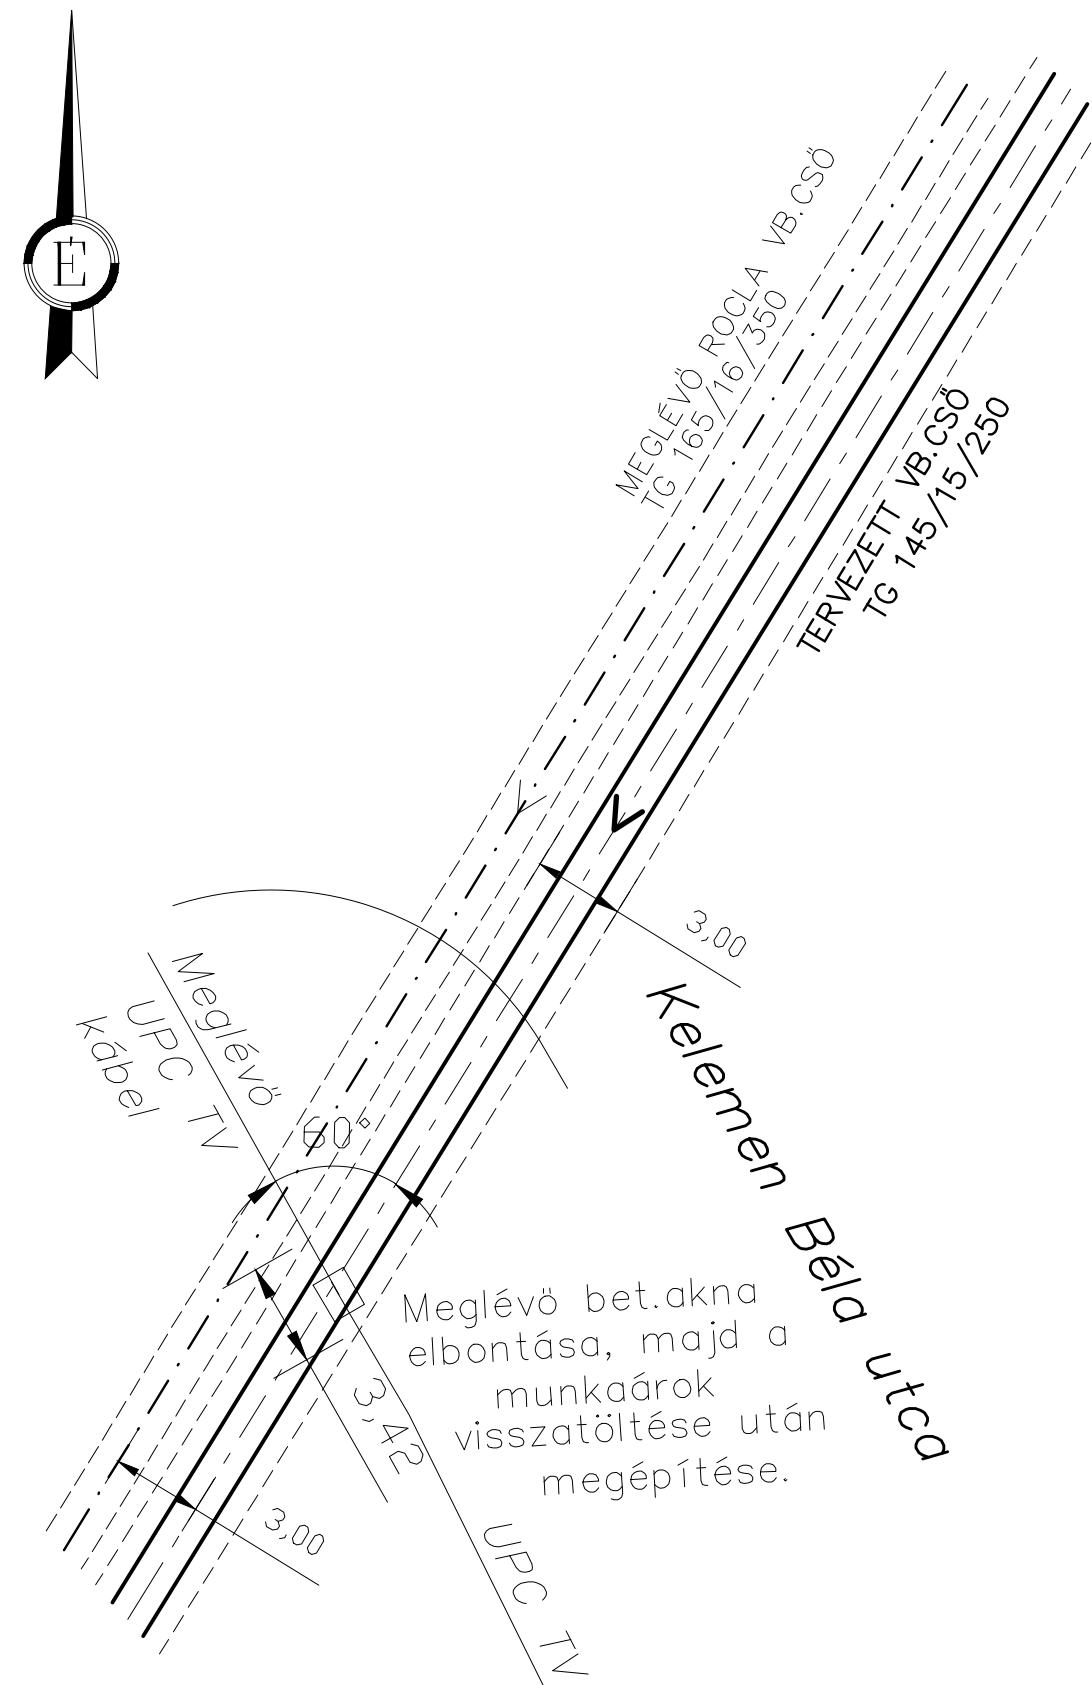 É
MEGLÉVŐ ROCLA VB.CSŐ
TG 165/16/350
TERVEZETT VB.CSŐ
TG 145/15/250
3,00
Kelemen Béla utca
Meglévő
UPC TV
kábel
60°
Meglévő bet.akna
elbontása, majd a
munkaárok
visszatöltése után
megépítése.
3,42
3,00
UPC TV